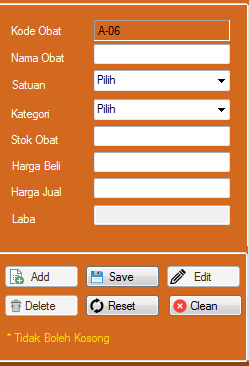 Kode Obat A-06
Nama Obat
Satuan Pilih
Kategori Pilih
Stok Obat
Harga Beli
Harga Jual
Laba
Add Save Edit
Delete Reset Clean
* Tidak Boleh Kosong